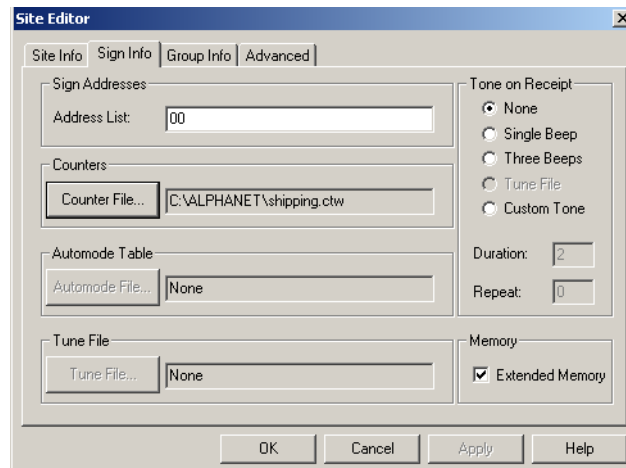 Site Editor
Site Info Sign Info Group Info Advanced
Sign Addresses
Address List: 00
Counters
Counter File... C:\ALPHANET\shipping.ctw
Automode Table
Automode File... None
Tune File
Tune File... None
Tone on Receipt
None
Single Beep
Three Beeps
Tune File
Custom Tone
Duration: 2
Repeat: 0
Memory
Extended Memory
OK Cancel Apply Help